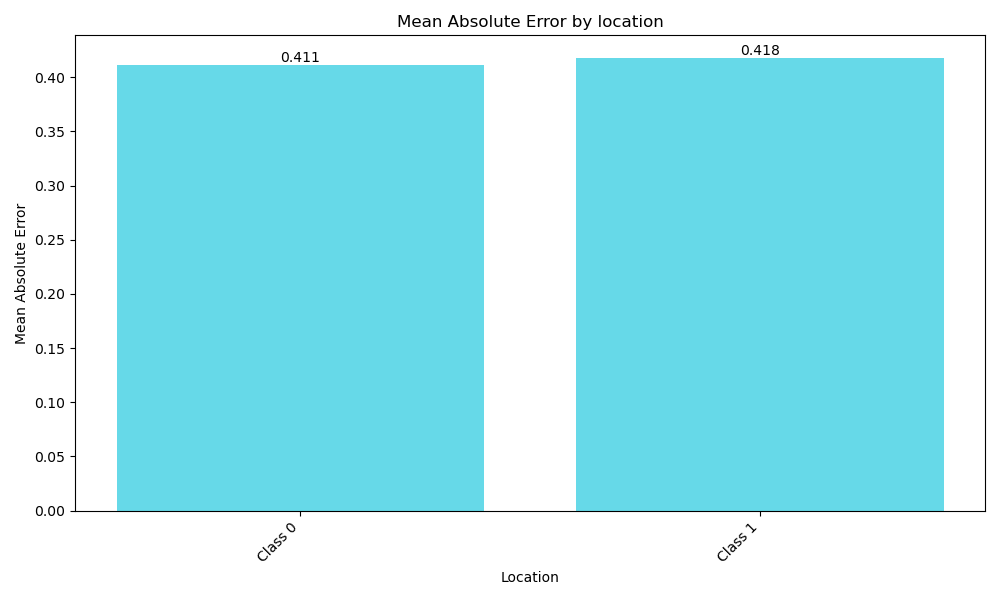 Mean Absolute Error by location
0.411
0.418
Mean Absolute Error
0.40
0.35
0.30
0.25
0.20
0.15
0.10
0.05
0.00
Class 0
Class 1
Location